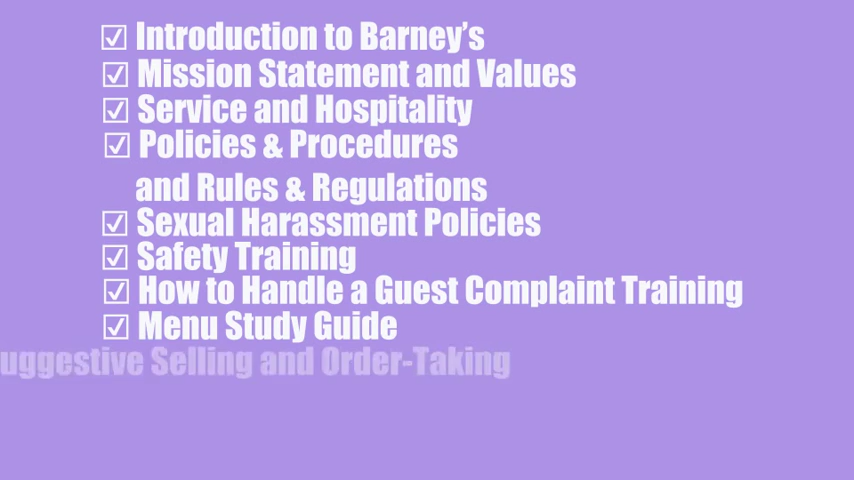 ☑ Introduction to Barney’s
☑ Mission Statement and Values
☑ Service and Hospitality
☑ Policies & Procedures
and Rules & Regulations
☑ Sexual Harassment Policies
☑ Safety Training
☑ How to Handle a Guest Complaint Training
☑ Menu Study Guide
uggestive Selling and Order-Taking